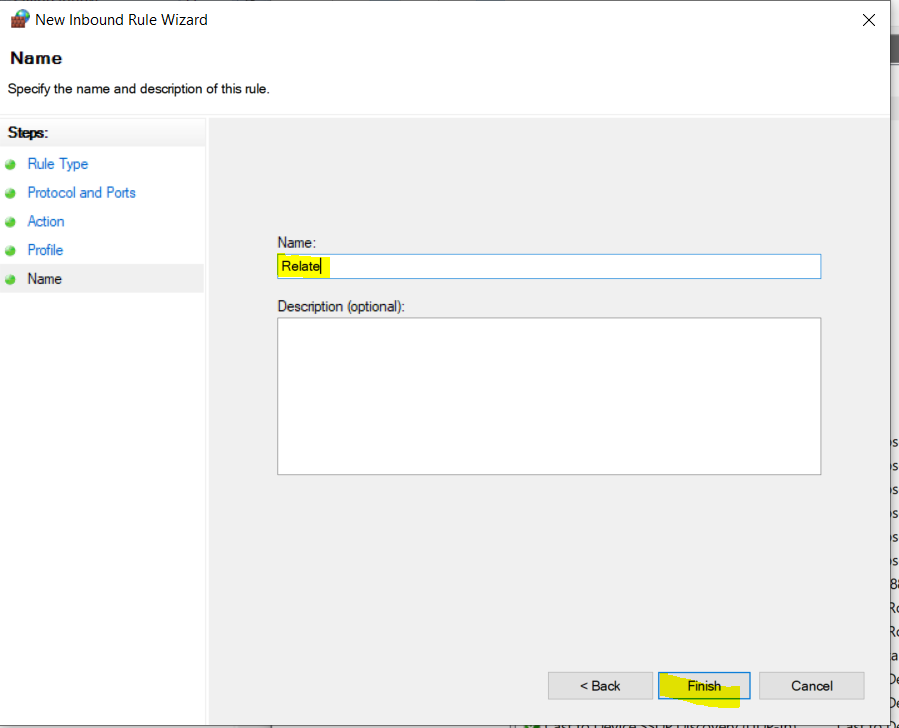 New Inbound Rule Wizard
Name
Specify the name and description of this rule.
Steps:
Rule Type
Protocol and Ports
Action
Profile
Name
Name:
Relate
Description (optional):
< Back
Finish
Cancel